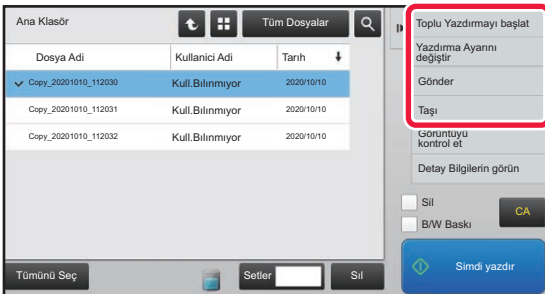 Ana Klasör
Tüm Dosyalar
Dosya Adi
Kullanici Adi
Tarıh
Copy_20201010_112030
Kull.Bılınmıyor
2020/10/10
Copy_20201010_112031
Kull.Bılınmıyor
2020/10/10
Copy_20201010_112032
Kull.Bılınmıyor
2020/10/10
Tümünü Seç
Setler
Sıl
Toplu Yazdırmayı başlat
Yazdırma Ayarını
değiştir
Gönder
Taşı
Görüntüyü
kontrol et
Detay Bilgilerin görün
Sil
B/W Baskı
CA
Simdi yazdır